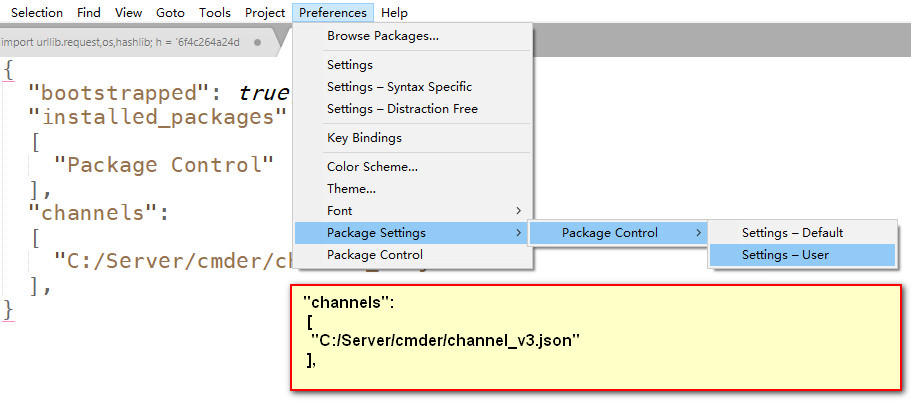 Selection Find View Goto Tools Project Preferences Help
import urllib.request,os,hashlib; h = '6f4c264a24d
{
"bootstrapped": true
"installed_packages"
[
"Package Control"
],
"channels":
[
"C:/Server/cmder/ch
],
}
Browse Packages...
Settings
Settings – Syntax Specific
Settings – Distraction Free
Key Bindings
Color Scheme...
Theme...
Font
Package Settings
Package Control
Package Control
Settings – Default
Settings – User
"channels":
[
"C:/Server/cmder/channel_v3.json"
],